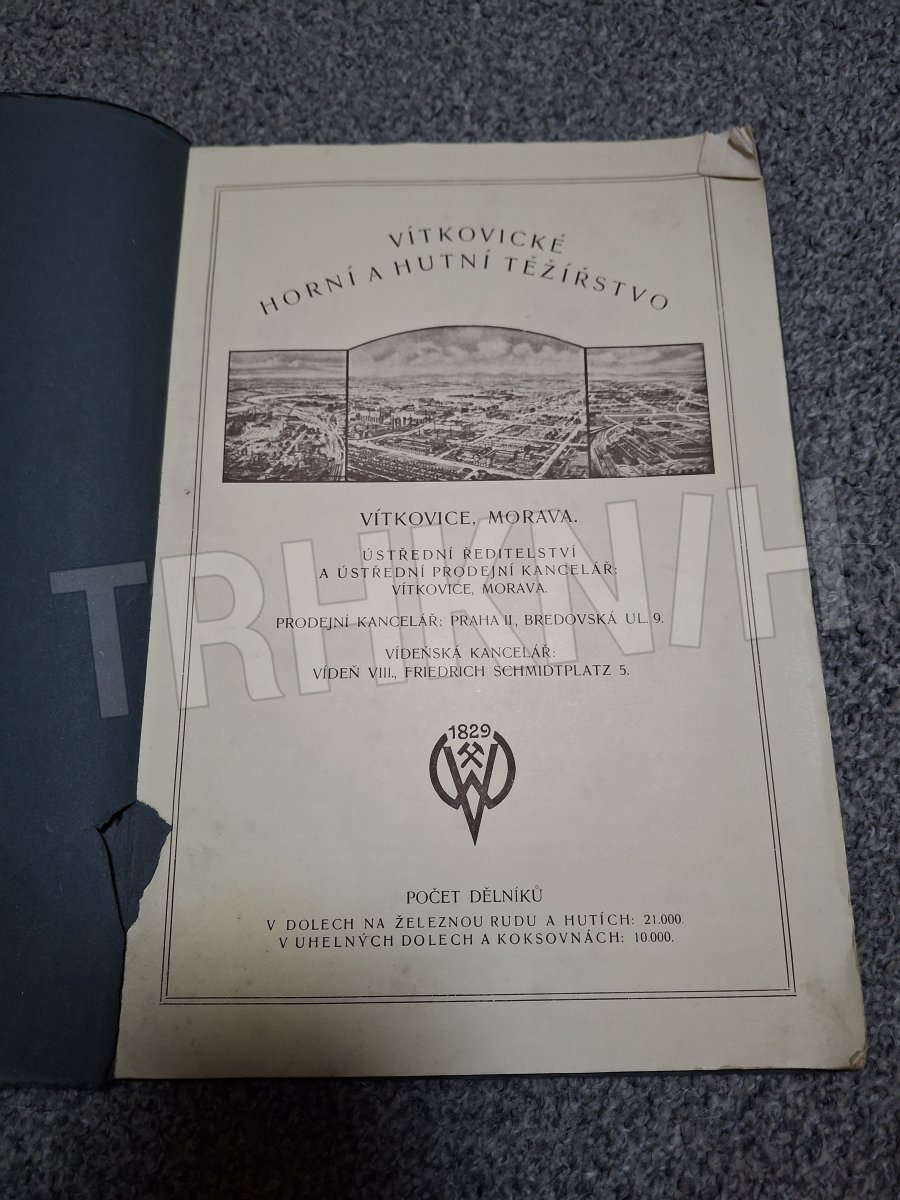 VÍTKOVICKÉ
HORNÍ A HUTNÍ TĚŽÍŘSTVO
VÍTKOVICE, MORAVA.
ÚSTŘEDNÍ ŘEDITELSTVÍ
A ÚSTŘEDNÍ PRODEJNÍ KANCELÁŘ:
VÍTKOVICE, MORAVA.
PRODEJNÍ KANCELÁŘ: PRAHA II., BREDOVSKÁ UL. 9.
VÍDEŇSKÁ KANCELÁŘ:
VÍDEŇ VIII., FRIEDRICH SCHMIDTPLATZ 5.
TRHKNIH
1829
W
POČET DĚLNÍKŮ
V DOLECH NA ŽELEZNOU RUDU A HUTÍCH: 21.000.
V UHELNÝCH DOLECH A KOKSOVNÁCH: 10.000.